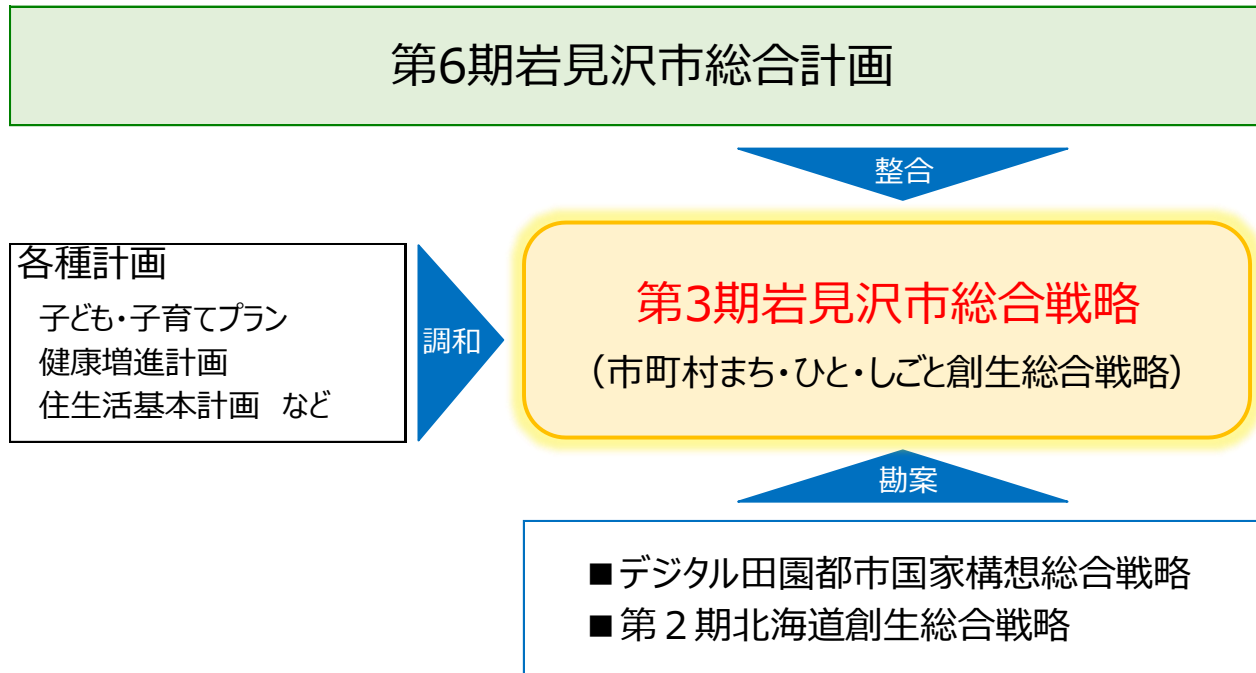 第6期岩見沢市総合計画
整合
各種計画
子ども・子育てプラン
健康増進計画
住生活基本計画 など
調和
第3期岩見沢市総合戦略
（市町村まち・ひと・しごと創生総合戦略）
勘案
■デジタル田園都市国家構想総合戦略
■第２期北海道創生総合戦略